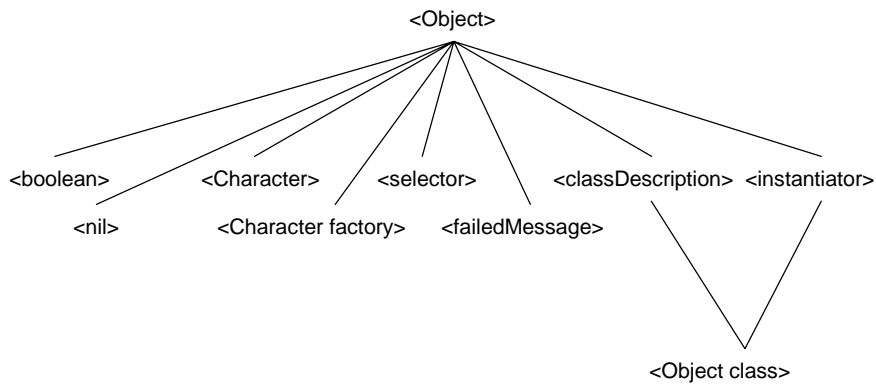 <Object>
<boolean> <Character> <selector> <classDescription> <instantiator>
<nil> <Character factory> <failedMessage>
<Object class>